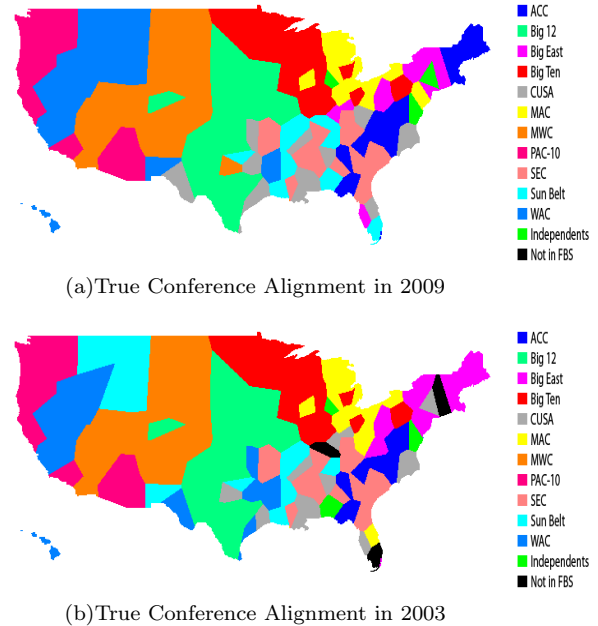 ACC
Big 12
Big East
Big Ten
CUSA
MAC
MWC
PAC-10
SEC
Sun Belt
WAC
Independents
Not in FBS
(a)True Conference Alignment in 2009
ACC
Big 12
Big East
Big Ten
CUSA
MAC
MWC
PAC-10
SEC
Sun Belt
WAC
Independents
Not in FBS
(b)True Conference Alignment in 2003